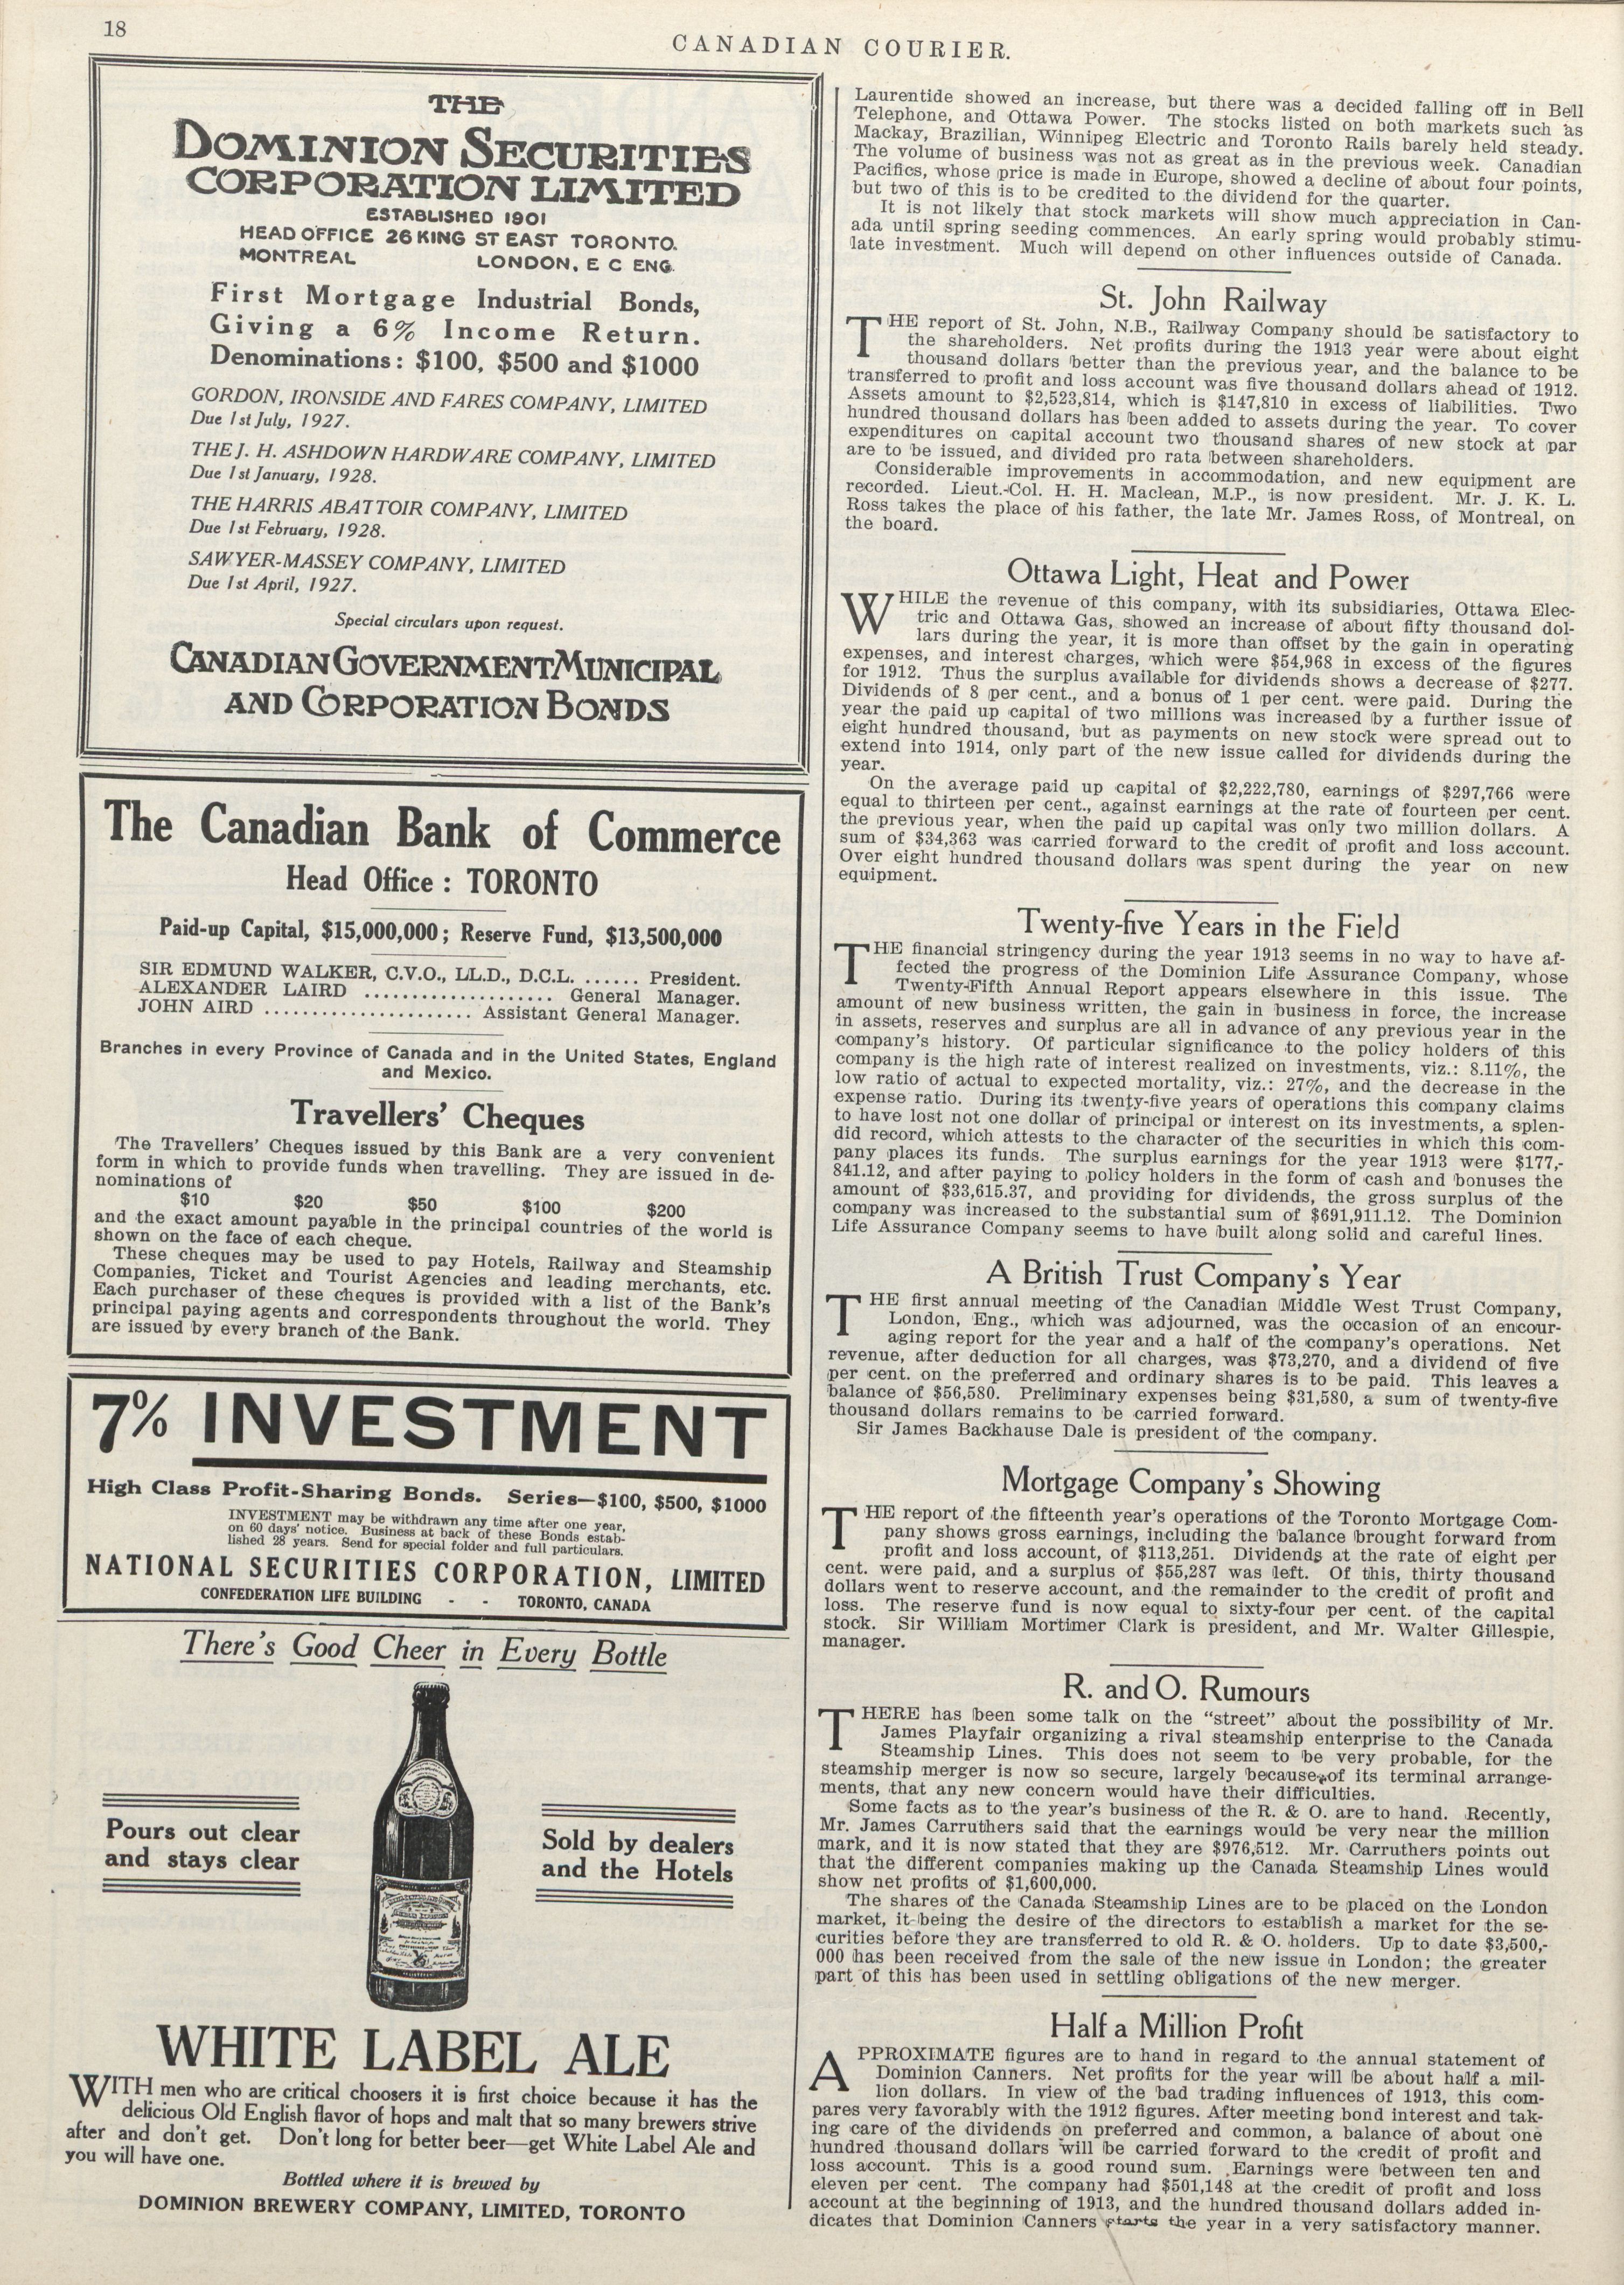 18
CANADIAN COURIER.
THE
DOMINION SECURITIES
CORPORATION LIMITED
ESTABLISHED 1901
HEAD OFFICE 26 KING ST EAST TORONTO.
MONTREAL LONDON, E C ENG.
First Mortgage Industrial Bonds,
Giving a 6% Income Return.
Denominations: $100, $500 and $1000
GORDON, IRONSIDE AND FARES COMPANY, LIMITED
Due 1st July, 1927.
THE J. H. ASHDOWN HARDWARE COMPANY, LIMITED
Due 1st January, 1928.
THE HARRIS ABATTOIR COMPANY, LIMITED
Due 1st February, 1928.
SAWYER-MASSEY COMPANY, LIMITED
Due 1st April, 1927.
Special circulars upon request.
CANADIAN GOVERNMENT MUNICIPAL
AND CORPORATION BONDS
The Canadian Bank of Commerce
Head Office: TORONTO
Paid-up Capital, $15,000,000; Reserve Fund, $13,500,000
SIR EDMUND WALKER, C.V.O., LL.D., D.C.L. ...... President.
ALEXANDER LAIRD .................... General Manager.
JOHN AIRD ...................... Assistant General Manager.
Branches in every Province of Canada and in the United States, England
and Mexico.
Travellers' Cheques
The Travellers' Cheques issued by this Bank are a very convenient
form in which to provide funds when travelling. They are issued in de-
nominations of
$10 $20 $50 $100 $200
and the exact amount payable in the principal countries of the world is
shown on the face of each cheque.
These cheques may be used to pay Hotels, Railway and Steamship
Companies, Ticket and Tourist Agencies and leading merchants, etc.
Each purchaser of these cheques is provided with a list of the Bank's
principal paying agents and correspondents throughout the world. They
are issued by every branch of the Bank.
7% INVESTMENT
High Class Profit-Sharing Bonds. Series—$100, $500, $1000
INVESTMENT may be withdrawn any time after one year,
on 60 days' notice. Business at back of these Bonds estab-
lished 28 years. Send for special folder and full particulars.
NATIONAL SECURITIES CORPORATION, LIMITED
CONFEDERATION LIFE BUILDING - - TORONTO, CANADA
There's Good Cheer in Every Bottle
Pours out clear
and stays clear
Sold by dealers
and the Hotels
WHITE LABEL ALE
WITH men who are critical choosers it is first choice because it has the
delicious Old English flavor of hops and malt that so many brewers strive
after and don't get. Don't long for better beer—get White Label Ale and
you will have one.
Bottled where it is brewed by
DOMINION BREWERY COMPANY, LIMITED, TORONTO
Laurentide showed an increase, but there was a decided falling off in Bell
Telephone, and Ottawa Power. The stocks listed on both markets such as
Mackay, Brazilian, Winnipeg Electric and Toronto Rails barely held steady.
The volume of business was not as great as in the previous week. Canadian
Pacifics, whose price is made in Europe, showed a decline of about four points,
but two of this is to be credited to the dividend for the quarter.
It is not likely that stock markets will show much appreciation in Can-
ada until spring seeding commences. An early spring would probably stimu-
late investment. Much will depend on other influences outside of Canada.
St. John Railway
THE report of St. John, N.B., Railway Company should be satisfactory to
the shareholders. Net profits during the 1913 year were about eight
thousand dollars better than the previous year, and the balance to be
transferred to profit and loss account was five thousand dollars ahead of 1912.
Assets amount to $2,523,814, which is $147,810 in excess of liabilities. Two
hundred thousand dollars has been added to assets during the year. To cover
expenditures on capital account two thousand shares of new stock at par
are to be issued, and divided pro rata between shareholders.
Considerable improvements in accommodation, and new equipment are
recorded. Lieut.-Col. H. H. Maclean, M.P., is now president. Mr. J. K. L.
Ross takes the place of his father, the late Mr. James Ross, of Montreal, on
the board.
Ottawa Light, Heat and Power
WHILE the revenue of this company, with its subsidiaries, Ottawa Elec-
tric and Ottawa Gas, showed an increase of about fifty thousand dol-
lars during the year, it is more than offset by the gain in operating
expenses, and interest charges, which were $54,968 in excess of the figures
for 1912. Thus the surplus available for dividends shows a decrease of $277.
Dividends of 8 per cent., and a bonus of 1 per cent. were paid. During the
year the paid up capital of two millions was increased by a further issue of
eight hundred thousand, but as payments on new stock were spread out to
extend into 1914, only part of the new issue called for dividends during the
year.
On the average paid up capital of $2,222,780, earnings of $297,766 were
equal to thirteen per cent., against earnings at the rate of fourteen per cent.
the previous year, when the paid up capital was only two million dollars. A
sum of $34,363 was carried forward to the credit of profit and loss account.
Over eight hundred thousand dollars was spent during the year on new
equipment.
Twenty-five Years in the Field
THE financial stringency during the year 1913 seems in no way to have af-
fected the progress of the Dominion Life Assurance Company, whose
Twenty-Fifth Annual Report appears elsewhere in this issue. The
amount of new business written, the gain in business in force, the increase
in assets, reserves and surplus are all in advance of any previous year in the
company's history. Of particular significance to the policy holders of this
company is the high rate of interest realized on investments, viz.: 8.11%, the
low ratio of actual to expected mortality, viz.: 27%, and the decrease in the
expense ratio. During its twenty-five years of operations this company claims
to have lost not one dollar of principal or interest on its investments, a splen-
did record, which attests to the character of the securities in which this com-
pany places its funds. The surplus earnings for the year 1913 were $177,-
841.12, and after paying to policy holders in the form of cash and bonuses the
amount of $33,615.37, and providing for dividends, the gross surplus of the
company was increased to the substantial sum of $691,911.12. The Dominion
Life Assurance Company seems to have built along solid and careful lines.
A British Trust Company's Year
THE first annual meeting of the Canadian Middle West Trust Company,
London, Eng., which was adjourned, was the occasion of an encour-
aging report for the year and a half of the company's operations. Net
revenue, after deduction for all charges, was $73,270, and a dividend of five
per cent. on the preferred and ordinary shares is to be paid. This leaves a
balance of $56,580. Preliminary expenses being $31,580, a sum of twenty-five
thousand dollars remains to be carried forward.
Sir James Backhause Dale is president of the company.
Mortgage Company's Showing
THE report of the fifteenth year's operations of the Toronto Mortgage Com-
pany shows gross earnings, including the balance brought forward from
profit and loss account, of $113,251. Dividends at the rate of eight per
cent. were paid, and a surplus of $55,287 was left. Of this, thirty thousand
dollars went to reserve account, and the remainder to the credit of profit and
loss. The reserve fund is now equal to sixty-four per cent. of the capital
stock. Sir William Mortimer Clark is president, and Mr. Walter Gillespie,
manager.
R. and O. Rumours
THERE has been some talk on the "street" about the possibility of Mr.
James Playfair organizing a rival steamship enterprise to the Canada
Steamship Lines. This does not seem to be very probable, for the
steamship merger is now so secure, largely because of its terminal arrange-
ments, that any new concern would have their difficulties.
Some facts as to the year's business of the R. & O. are to hand. Recently,
Mr. James Carruthers said that the earnings would be very near the million
mark, and it is now stated that they are $976,512. Mr. Carruthers points out
that the different companies making up the Canada Steamship Lines would
show net profits of $1,600,000.
The shares of the Canada Steamship Lines are to be placed on the London
market, it being the desire of the directors to establish a market for the se-
curities before they are transferred to old R. & O. holders. Up to date $3,500,-
000 has been received from the sale of the new issue in London; the greater
part of this has been used in settling obligations of the new merger.
Half a Million Profit
APPROXIMATE figures are to hand in regard to the annual statement of
Dominion Canners. Net profits for the year will be about half a mil-
lion dollars. In view of the bad trading influences of 1913, this com-
pares very favorably with the 1912 figures. After meeting bond interest and tak-
ing care of the dividends on preferred and common, a balance of about one
hundred thousand dollars will be carried forward to the credit of profit and
loss account. This is a good round sum. Earnings were between ten and
eleven per cent. The company had $501,148 at the credit of profit and loss
account at the beginning of 1913, and the hundred thousand dollars added in-
dicates that Dominion Canners starts the year in a very satisfactory manner.